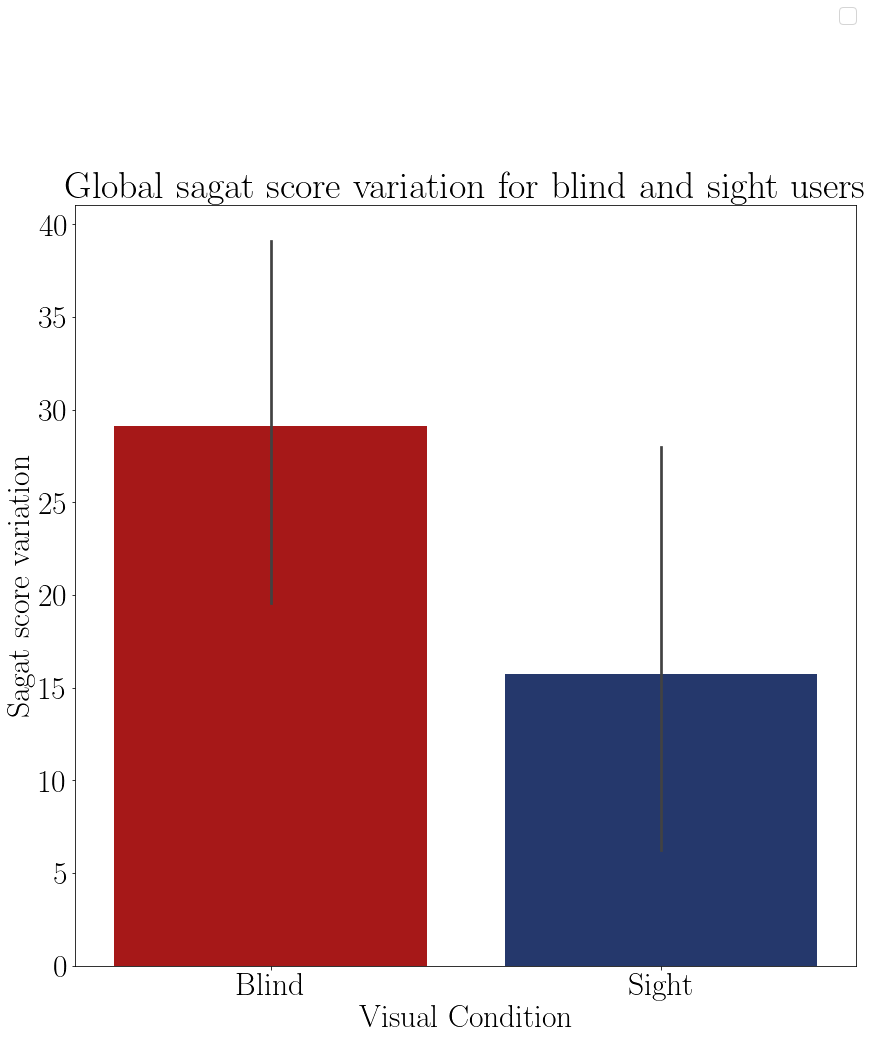 Global sagat score variation for blind and sight users
40
35
30
25
20
15
10
5
0
Sagat score variation
Blind
Sight
Visual Condition